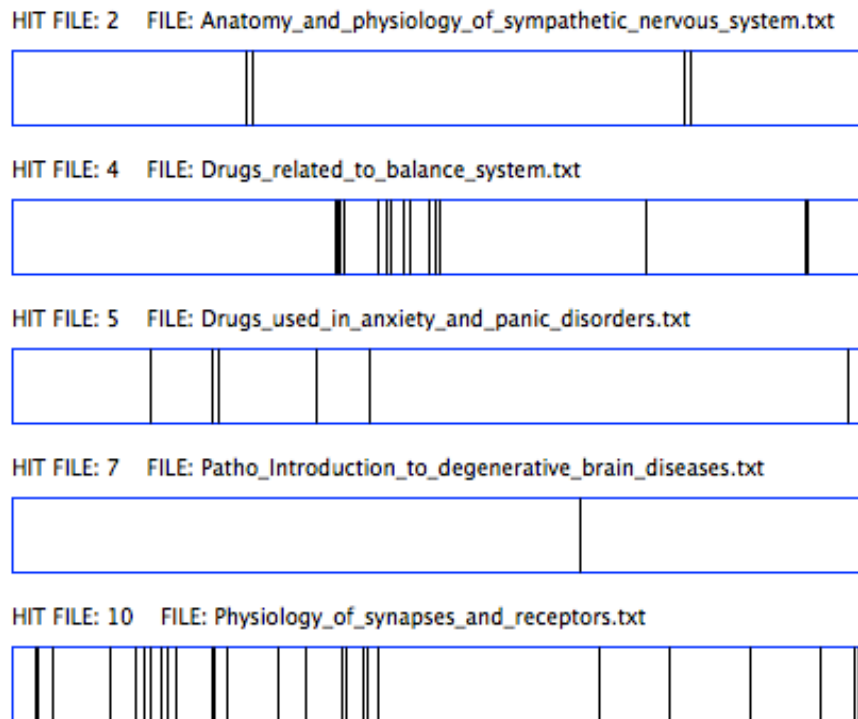 HIT FILE: 2 FILE: Anatomy_and_physiology_of_sympathetic_nervous_system.txt
HIT FILE: 4 FILE: Drugs_related_to_balance_system.txt
HIT FILE: 5 FILE: Drugs_used_in_anxiety_and_panic_disorders.txt
HIT FILE: 7 FILE: Patho_Introduction_to_degenerative_brain_diseases.txt
HIT FILE: 10 FILE: Physiology_of_synapses_and_receptors.txt